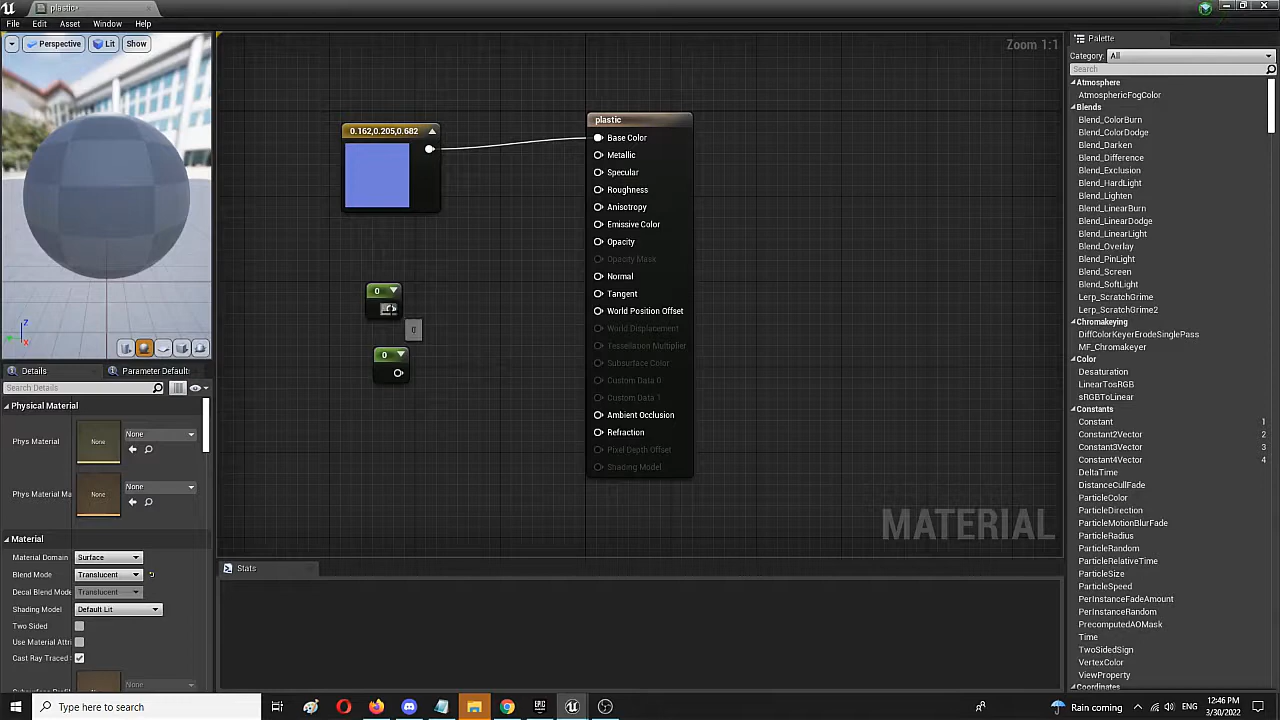 plastic*
File Edit Asset Window Help
Perspective Lit Show
Zoom 1:1
Palette
Category: All
Search
Atmosphere
AtmosphericFogColor
Blends
Blend_ColorBurn
Blend_ColorDodge
Blend_Darken
Blend_Difference
Blend_Exclusion
Blend_HardLight
Blend_Lighten
Blend_LinearBurn
Blend_LinearDodge
Blend_LinearLight
Blend_Overlay
Blend_PinLight
Blend_Screen
Blend_SoftLight
Lerp_ScratchGrime
Lerp_ScratchGrime2
Chromakeying
DiffColorKeyerErodeSinglePass
MF_Chromakeyer
Color
Desaturation
LinearTosRGB
sRGBToLinear
Constants
Constant 1
Constant2Vector 2
Constant3Vector 3
Constant4Vector 4
DeltaTime
DistanceCullFade
ParticleColor
ParticleDirection
ParticleMotionBlurFade
ParticleRadius
ParticleRandom
ParticleRelativeTime
ParticleSize
ParticleSpeed
PerInstanceFadeAmount
PerInstanceRandom
PrecomputedAOMask
Time
TwoSidedSign
VertexColor
ViewProperty
Coordinates
0.162,0.205,0.682
0
0
0
plastic
Base Color
Metallic
Specular
Roughness
Anisotropy
Emissive Color
Opacity
Opacity Mask
Normal
Tangent
World Position Offset
World Displacement
Tessellation Multiplier
Subsurface Color
Custom Data 0
Custom Data 1
Ambient Occlusion
Refraction
Pixel Depth Offset
Shading Model
MATERIAL
Z
X
Details Parameter Default
Search Details
Physical Material
Phys Material None None
Phys Material Ma None None
Material
Material Domain Surface
Blend Mode Translucent
Decal Blend Mode Translucent
Shading Model Default Lit
Two Sided
Use Material Attri
Cast Ray Traced
None
Stats
Type here to search
EPIC
Rain coming
ENG
12:46 PM
3/30/2022